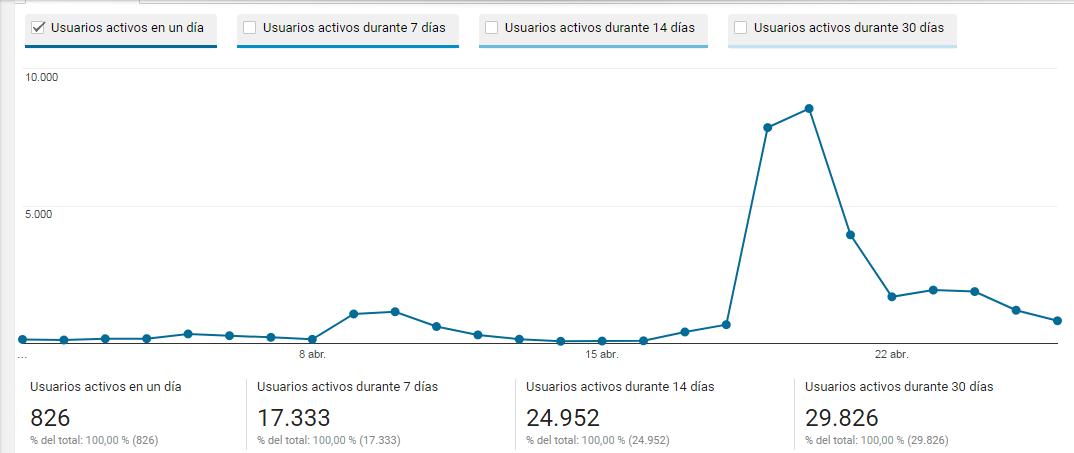 Usuarios activos en un día
Usuarios activos durante 7 días
Usuarios activos durante 14 días
Usuarios activos durante 30 días
10.000
5.000
...
8 abr.
15 abr.
22 abr.
Usuarios activos en un día
826
% del total: 100,00 % (826)
Usuarios activos durante 7 días
17.333
% del total: 100,00 % (17.333)
Usuarios activos durante 14 días
24.952
% del total: 100,00 % (24.952)
Usuarios activos durante 30 días
29.826
% del total: 100,00 % (29.826)